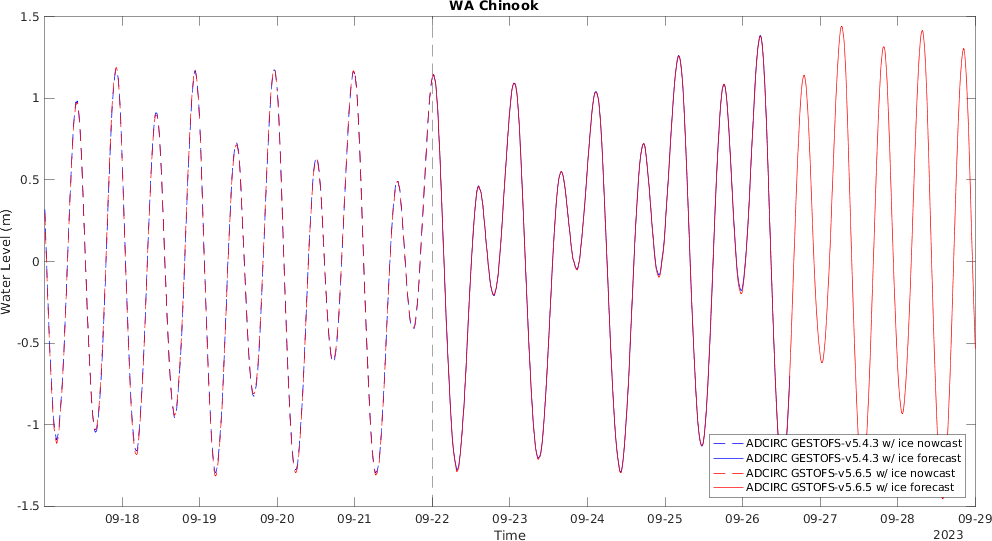 WA Chinook
1.5
1
0.5
0
-0.5
-1
-1.5
Water Level (m)
09-18 09-19 09-20 09-21 09-22 09-23 09-24 09-25 09-26 09-27 09-28 09-29
Time
2023
ADCIRC GESTOFS-v5.4.3 w/ ice nowcast
ADCIRC GESTOFS-v5.4.3 w/ ice forecast
ADCIRC GSTOFS-v5.6.5 w/ ice nowcast
ADCIRC GSTOFS-v5.6.5 w/ ice forecast